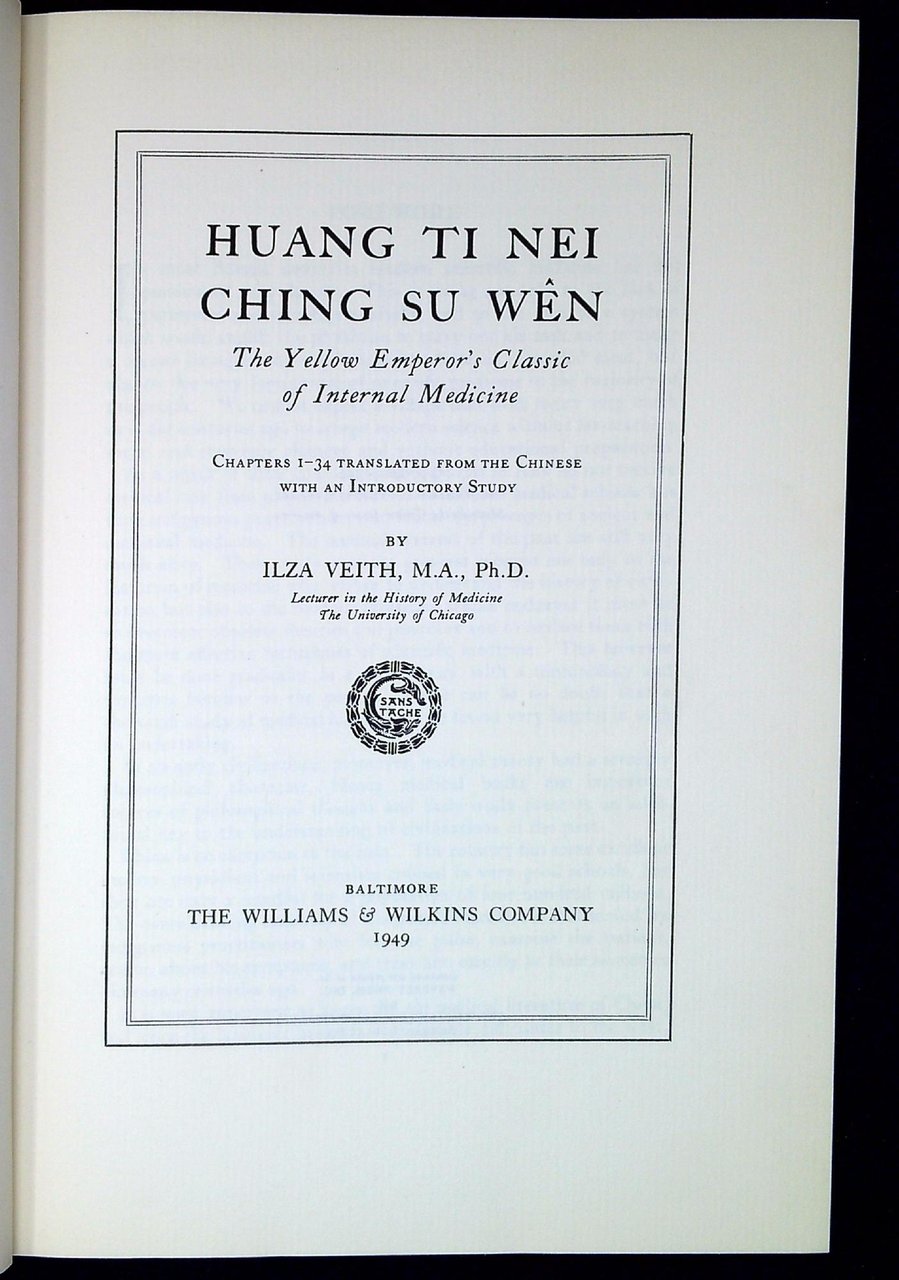 HUANG TI NEI
CHING SU WÊN
The Yellow Emperor's Classic
of Internal Medicine
CHAPTERS 1–34 TRANSLATED FROM THE CHINESE
WITH AN INTRODUCTORY STUDY
BY
ILZA VEITH, M.A., Ph.D.
Lecturer in the History of Medicine
The University of Chicago
SANS
TACHE
BALTIMORE
THE WILLIAMS & WILKINS COMPANY
1949